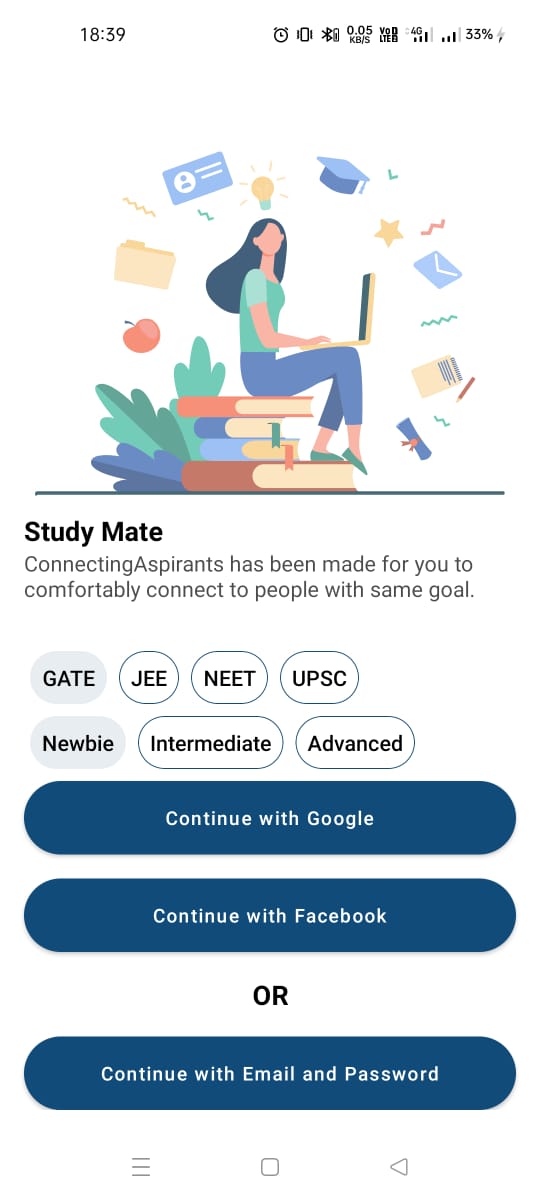 18:39 0.05 KB/S Vo LTE 4G 33%
Study Mate
ConnectingAspirants has been made for you to
comfortably connect to people with same goal.
GATE JEE NEET UPSC
Newbie Intermediate Advanced
Continue with Google
Continue with Facebook
OR
Continue with Email and Password